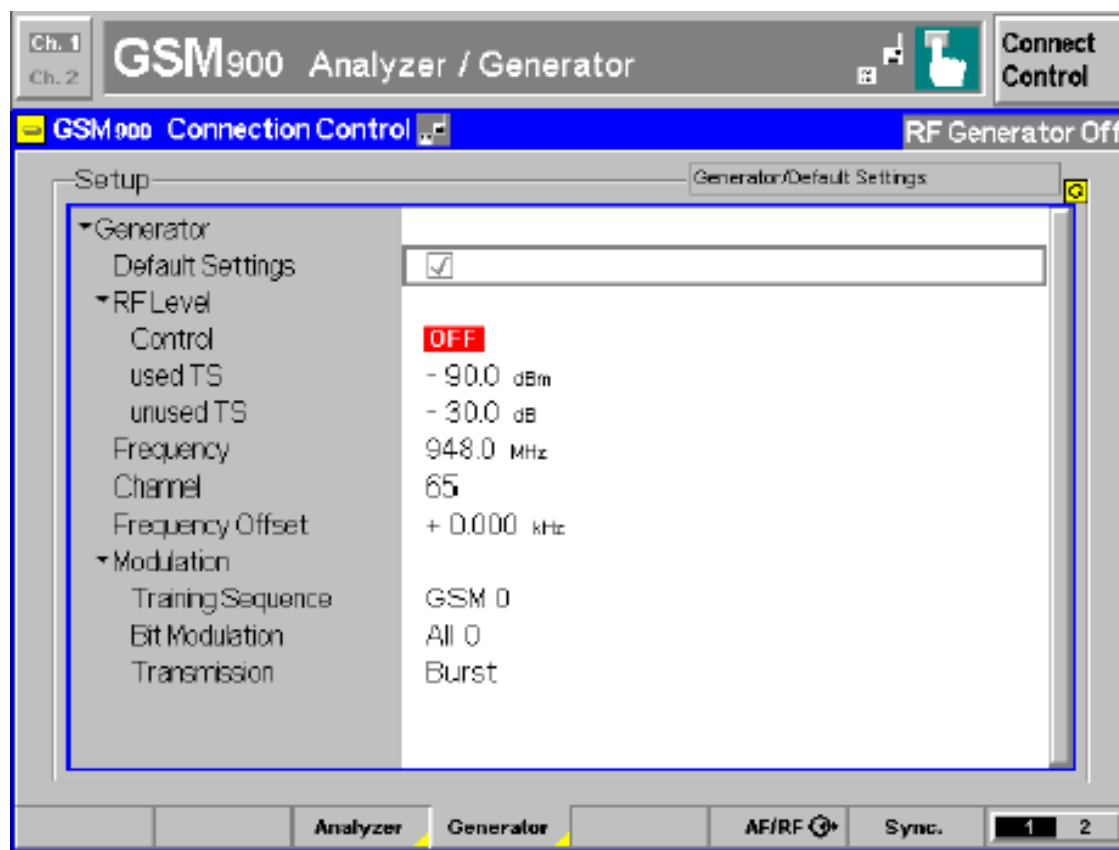 Ch. 1
Ch. 2
GSM900 Analyzer / Generator
Connect
Control
GSM900 Connection Control
RF Generator Off
Setup
Generator/Default Settings
Generator
Default Settings
RF Level
Control OFF
used TS - 90.0 dBm
unused TS - 30.0 dB
Frequency 948.0 MHz
Channel 65
Frequency Offset + 0.000 kHz
Modulation
Training Sequence GSM 0
Bit Modulation All 0
Transmission Burst
Analyzer Generator AF/RF Sync. 1 2